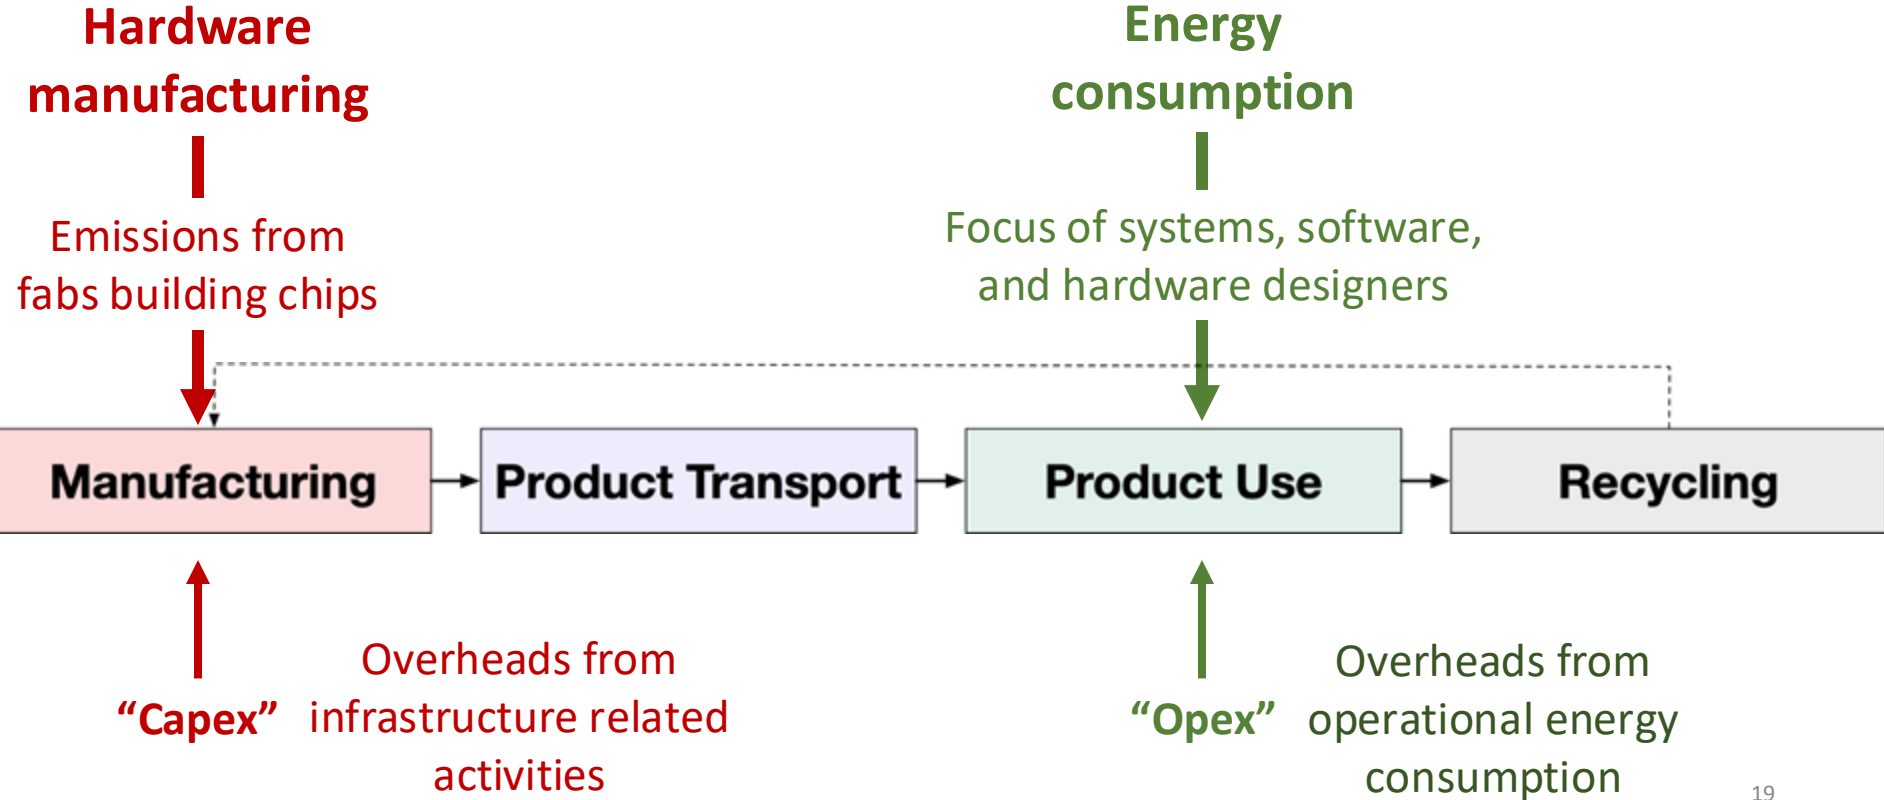 Hardware
manufacturing
Emissions from
fabs building chips
Energy
consumption
Focus of systems, software,
and hardware designers
Manufacturing
Product Transport
Product Use
Recycling
“Capex”
Overheads from
infrastructure related
activities
“Opex”
Overheads from
operational energy
consumption
19